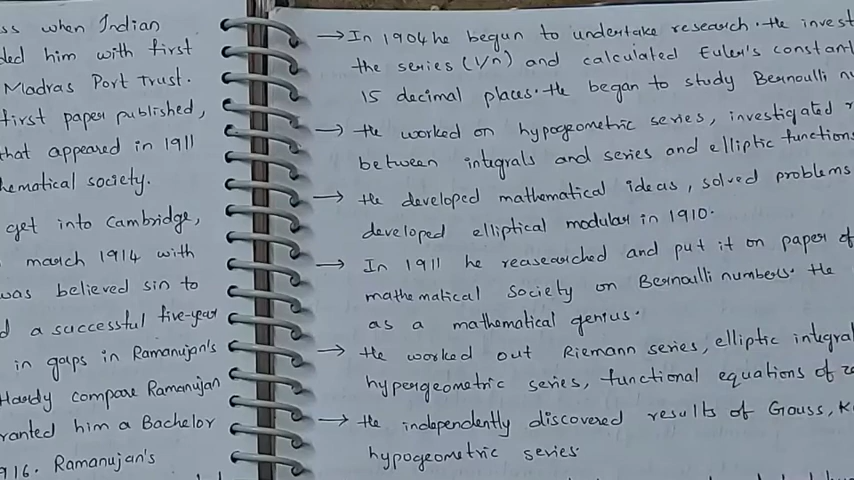 ss when Indian
ded him with first
Madras Port Trust.
first paper published,
that appeared in 1911
hematical society.
get into Cambridge,
march 1914 with
was believed sin to
d a successful five-year
in gaps in Ramanujan's
Hardy compare Ramanujan
ranted him a Bachelor
916. Ramanujan's
→ In 1904 he begun to undertake research. He invest
the series (1/n) and calculated Euler's constant
15 decimal places. He began to study Bernoulli nu
→ He worked on hypogeometric series, investigated r
between integrals and series and elliptic functions
→ He developed mathematical ideas, solved problems
developed elliptical modular in 1910.
→ In 1911 he reasearched and put it on paper of
mathematical Society on Bernaulli numbers. He
as a mathematical genius.
→ He worked out Riemann series, elliptic integral
hypergeometric series, functional equations of ze
→ He independently discovered results of Gauss, K
hypogeometric series.